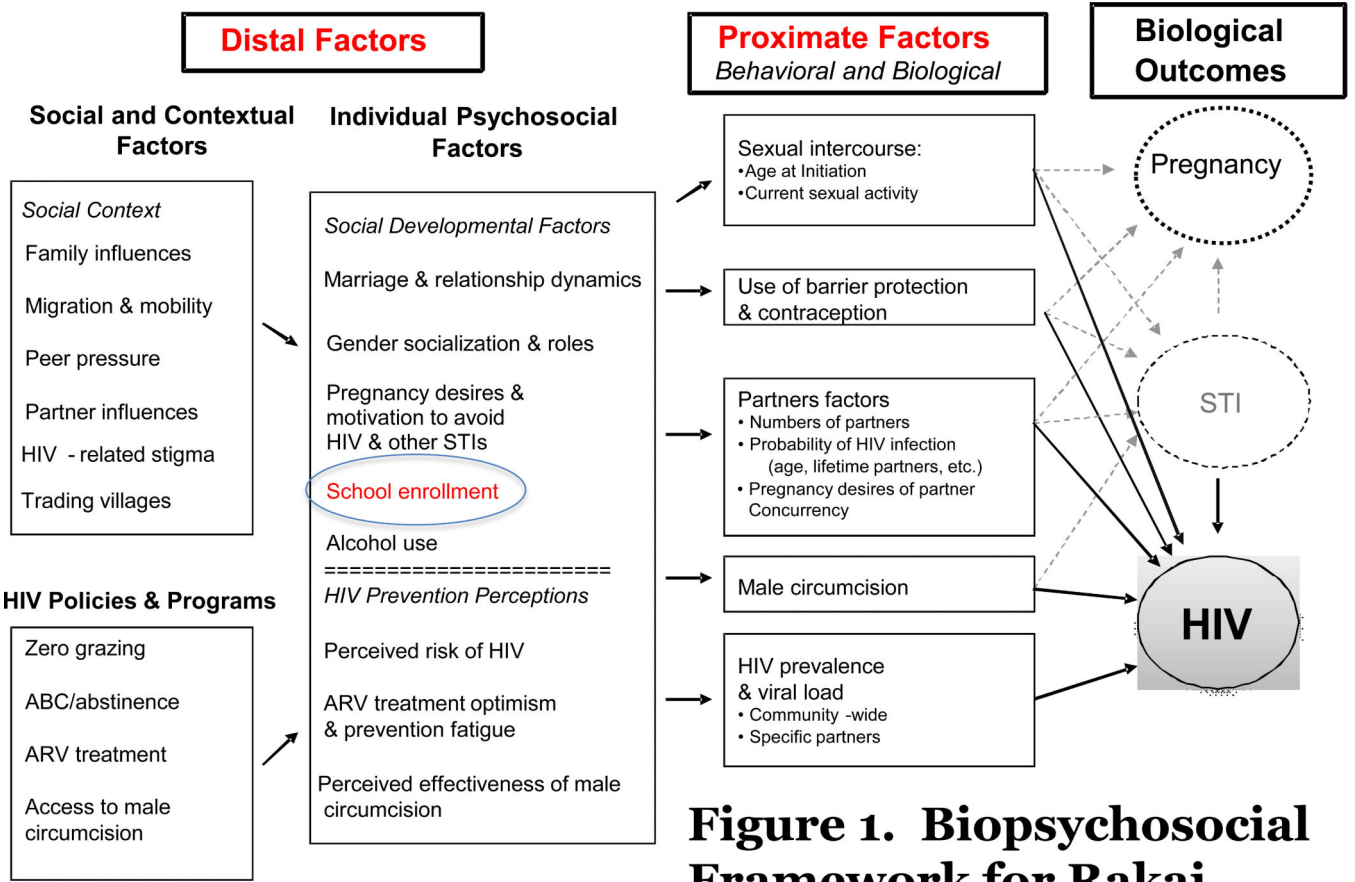 Distal Factors
Proximate Factors
Behavioral and Biological
Biological
Outcomes
Social and Contextual
Factors
Social Context
Family influences
Migration & mobility
Peer pressure
Partner influences
HIV - related stigma
Trading villages
HIV Policies & Programs
Zero grazing
ABC/abstinence
ARV treatment
Access to male
circumcision
Individual Psychosocial
Factors
Social Developmental Factors
Marriage & relationship dynamics
Gender socialization & roles
Pregnancy desires &
motivation to avoid
HIV & other STIs
School enrollment
Alcohol use
=======================
HIV Prevention Perceptions
Perceived risk of HIV
ARV treatment optimism
& prevention fatigue
Perceived effectiveness of male
circumcision
Sexual intercourse:
•Age at Initiation
•Current sexual activity
Use of barrier protection
& contraception
Partners factors
• Numbers of partners
• Probability of HIV infection
(age, lifetime partners, etc.)
• Pregnancy desires of partner
Concurrency
Male circumcision
HIV prevalence
& viral load
• Community -wide
• Specific partners
Pregnancy
STI
HIV
Figure 1. Biopsychosocial
Framework for Rakai